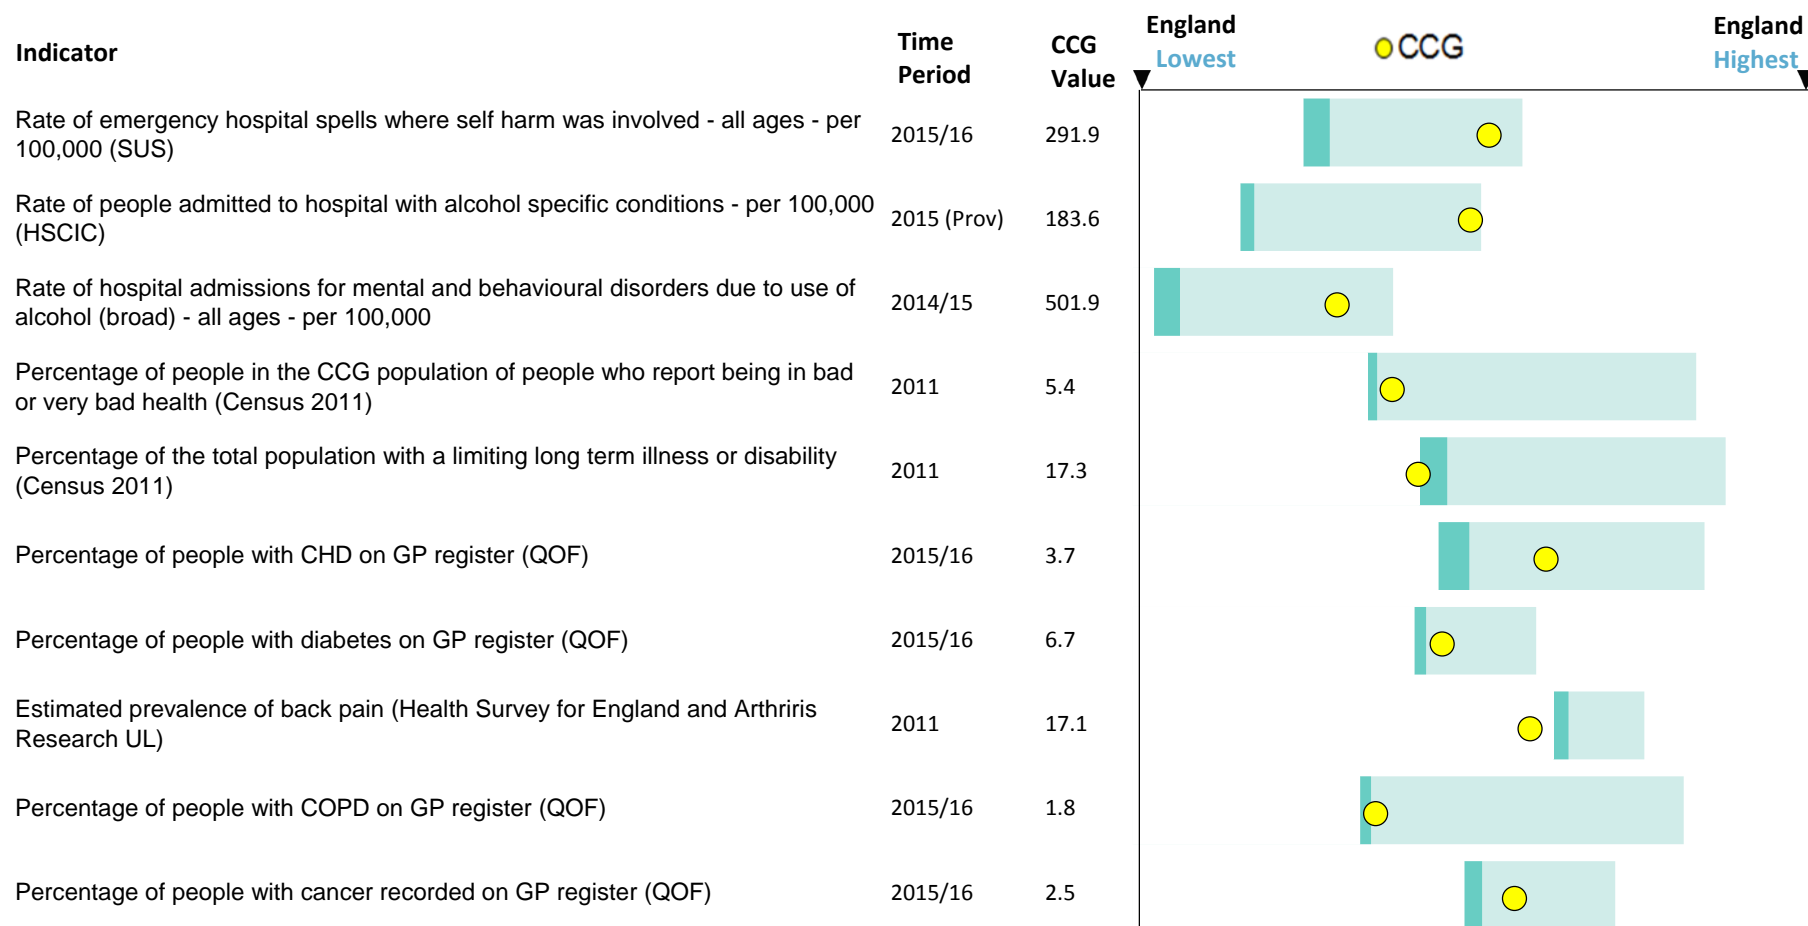 Indicator
Time
Period
CCG
Value
England
Lowest
CCG
England
Highest
Rate of emergency hospital spells where self harm was involved - all ages - per
100,000 (SUS)
2015/16
291.9
Rate of people admitted to hospital with alcohol specific conditions - per 100,000
(HSCIC)
2015 (Prov)
183.6
Rate of hospital admissions for mental and behavioural disorders due to use of
alcohol (broad) - all ages - per 100,000
2014/15
501.9
Percentage of people in the CCG population of people who report being in bad
or very bad health (Census 2011)
2011
5.4
Percentage of the total population with a limiting long term illness or disability
(Census 2011)
2011
17.3
Percentage of people with CHD on GP register (QOF)
2015/16
3.7
Percentage of people with diabetes on GP register (QOF)
2015/16
6.7
Estimated prevalence of back pain (Health Survey for England and Arthriris
Research UL)
2011
17.1
Percentage of people with COPD on GP register (QOF)
2015/16
1.8
Percentage of people with cancer recorded on GP register (QOF)
2015/16
2.5